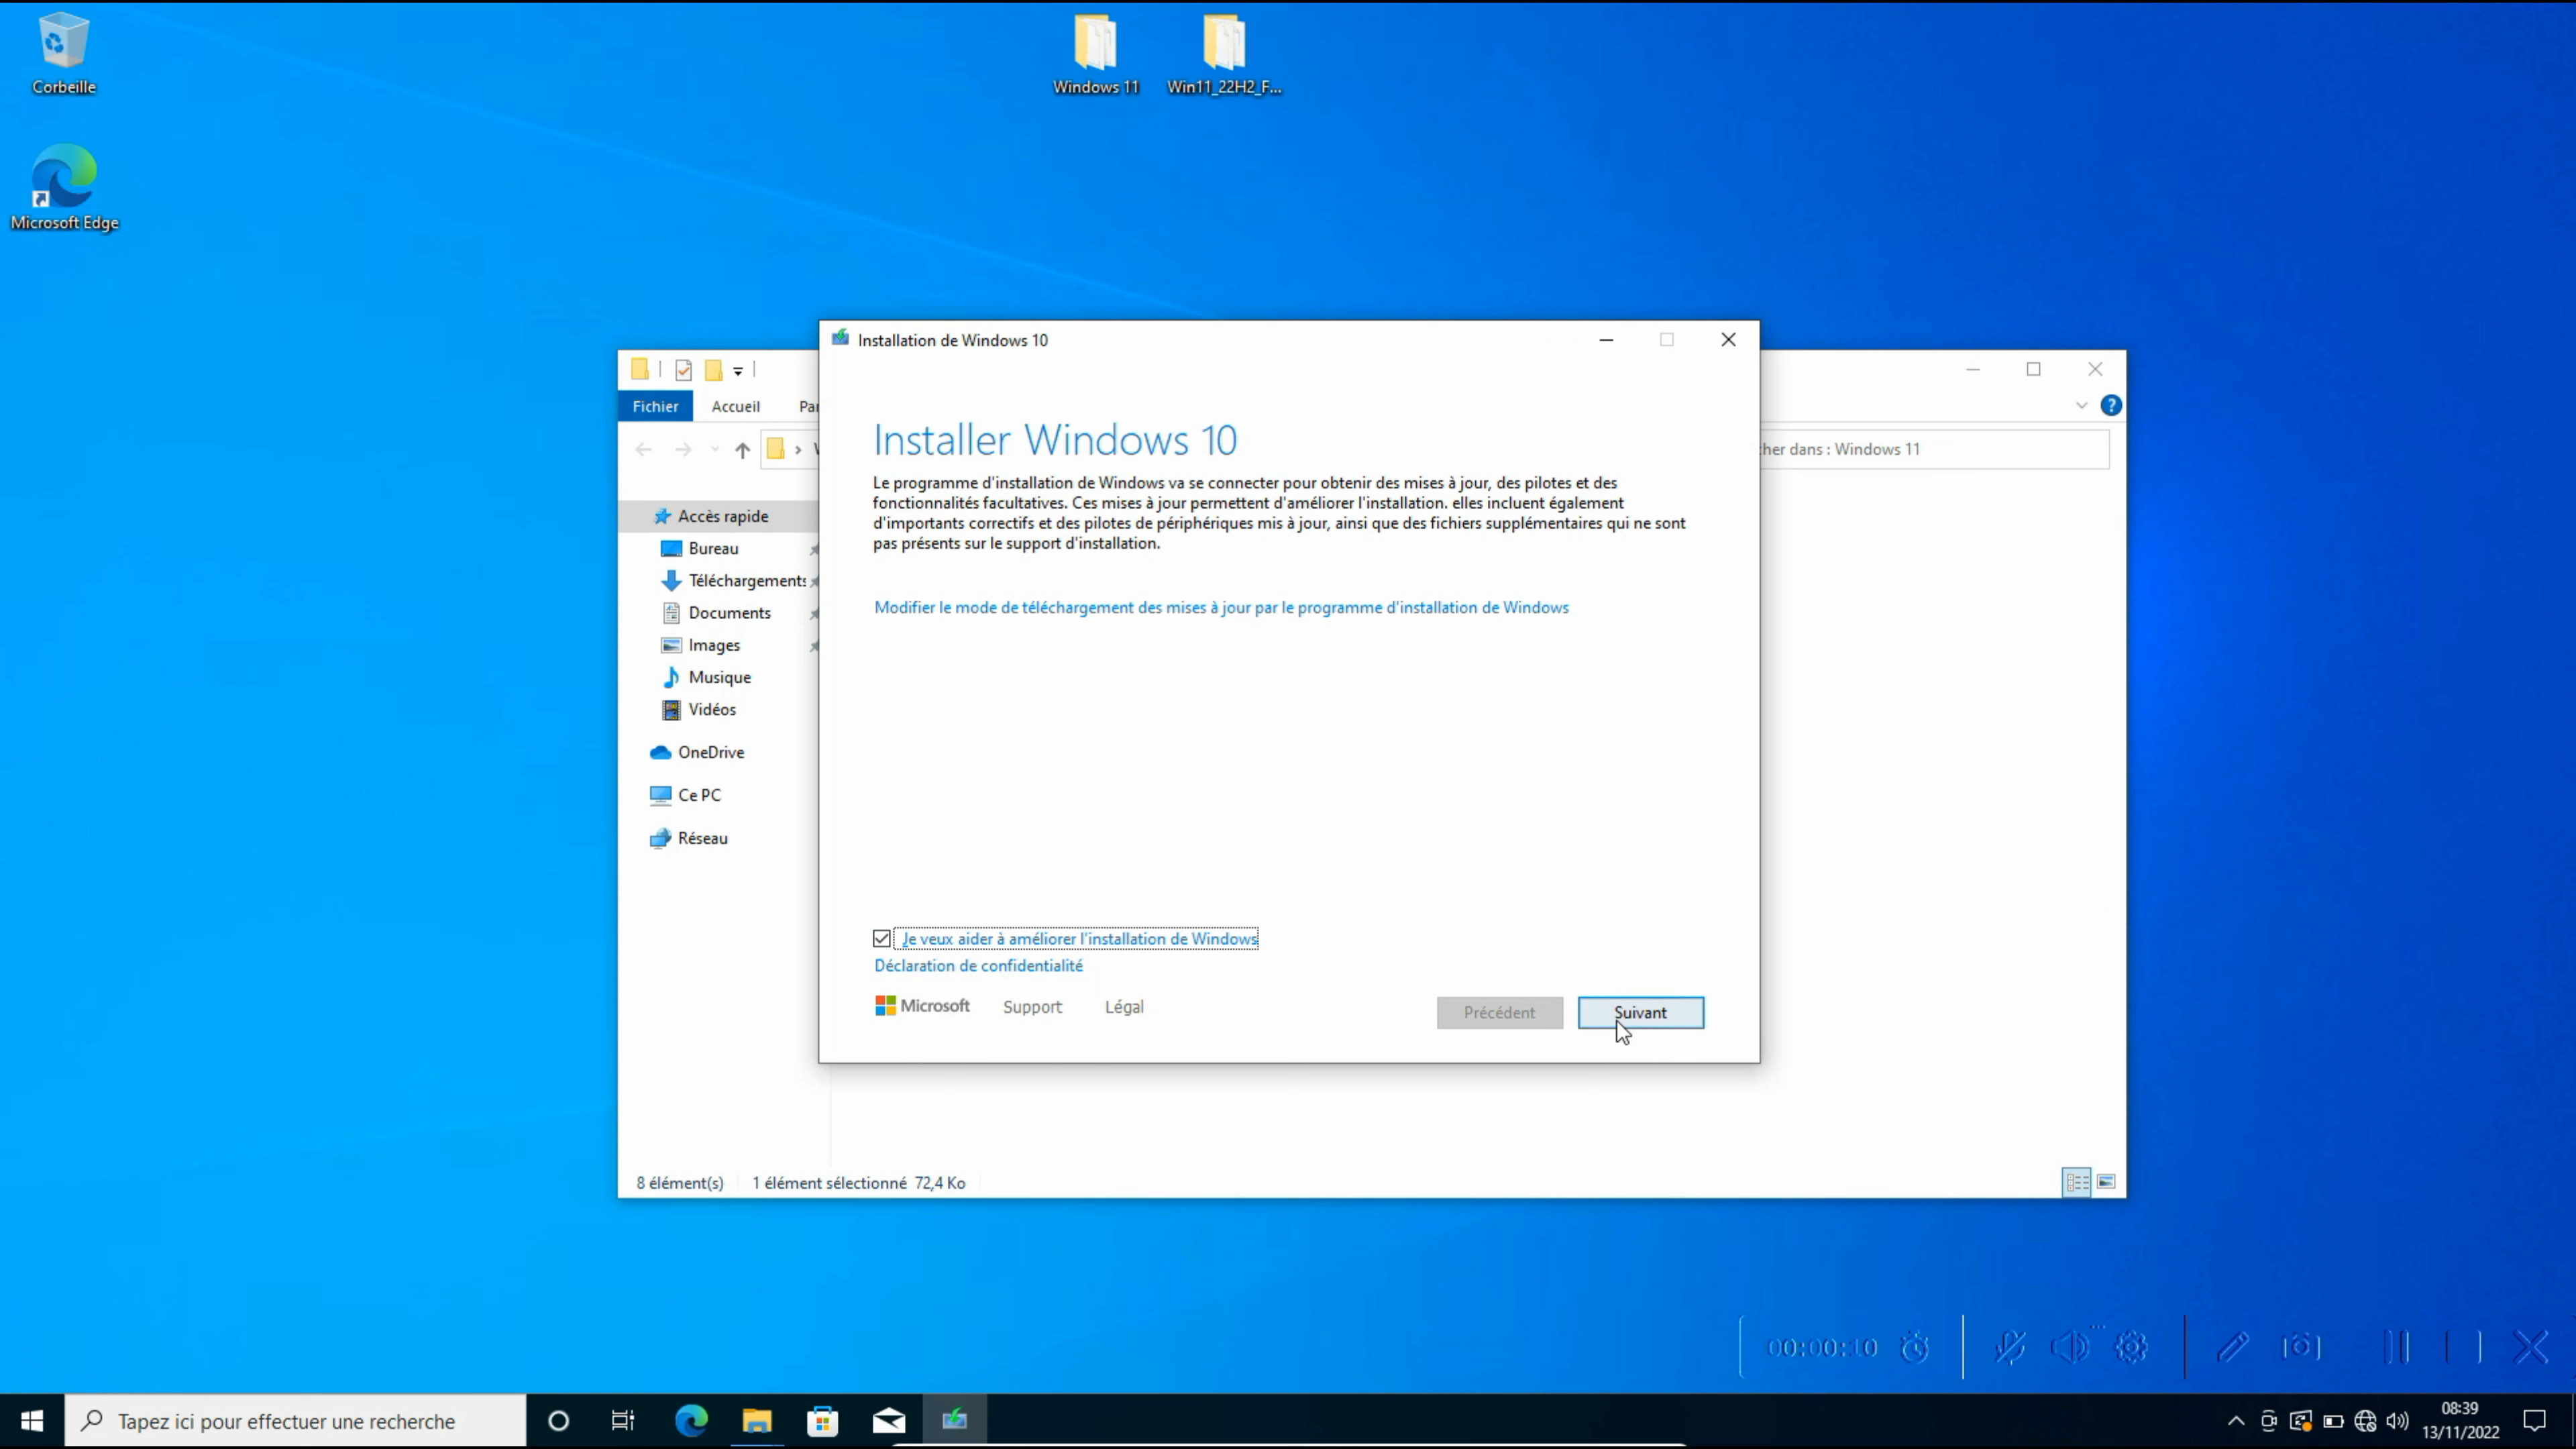 Corbeille
Microsoft Edge
Windows 11
Win11_22H2_F...
Installation de Windows 10
Fichier
Accueil
cher dans : Windows 11
Accès rapide
Bureau
Téléchargements
Documents
Images
Musique
Vidéos
OneDrive
Ce PC
Réseau
Installer Windows 10
Le programme d'installation de Windows va se connecter pour obtenir des mises à jour, des pilotes et des
fonctionnalités facultatives. Ces mises à jour permettent d'améliorer l'installation. elles incluent également
d'importants correctifs et des pilotes de périphériques mis à jour, ainsi que des fichiers supplémentaires qui ne sont
pas présents sur le support d'installation.
Modifier le mode de téléchargement des mises à jour par le programme d'installation de Windows
Je veux aider à améliorer l'installation de Windows
Déclaration de confidentialité
Microsoft
Support
Légal
Précédent
Suivant
8 élément(s)
1 élément sélectionné 72,4 Ko
00:00:10
Tapez ici pour effectuer une recherche
08:39
13/11/2022